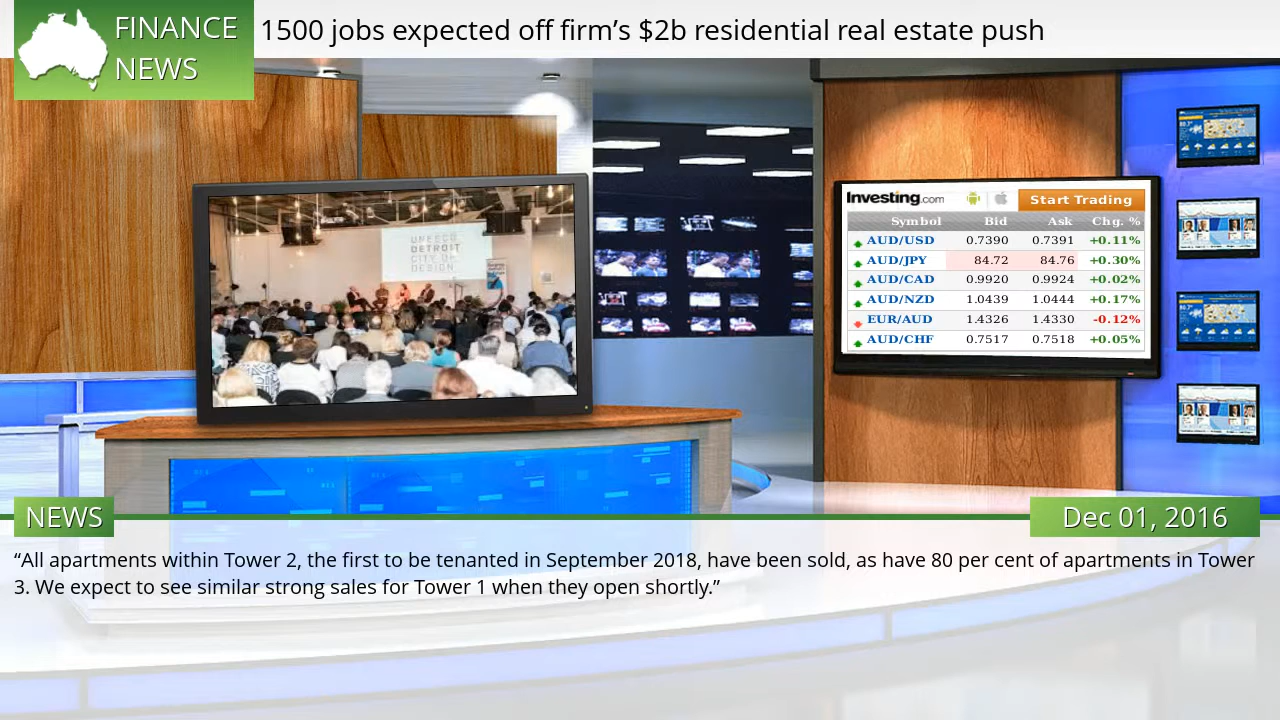 FINANCE
NEWS
1500 jobs expected off firm’s $2b residential real estate push
UNESCO
DETROIT
CITY OF
DESIGN
Investing.com
Start Trading
Symbol Bid Ask Chg. %
AUD/USD 0.7390 0.7391 +0.11%
AUD/JPY 84.72 84.76 +0.30%
AUD/CAD 0.9920 0.9924 +0.02%
AUD/NZD 1.0439 1.0444 +0.17%
EUR/AUD 1.4326 1.4330 -0.12%
AUD/CHF 0.7517 0.7518 +0.05%
NEWS
Dec 01, 2016
“All apartments within Tower 2, the first to be tenanted in September 2018, have been sold, as have 80 per cent of apartments in Tower
3. We expect to see similar strong sales for Tower 1 when they open shortly.”